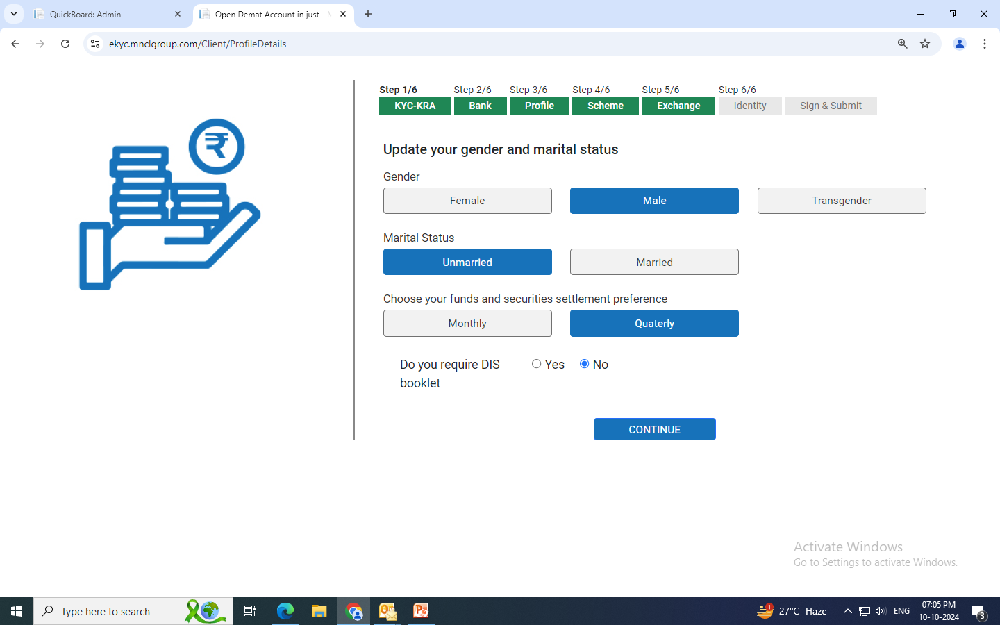 QuickBoard: Admin
Open Demat Account in just -
ekyc.mnclgroup.com/Client/ProfileDetails
Step 1/6 Step 2/6 Step 3/6 Step 4/6 Step 5/6 Step 6/6
KYC-KRA Bank Profile Scheme Exchange Identity Sign & Submit
Update your gender and marital status
Gender
Female Male Transgender
Marital Status
Unmarried Married
Choose your funds and securities settlement preference
Monthly Quaterly
Do you require DIS booklet
Yes No
CONTINUE
Activate Windows
Go to Settings to activate Windows.
Type here to search
1
27°C Haze
ENG
07:05 PM
10-10-2024
3